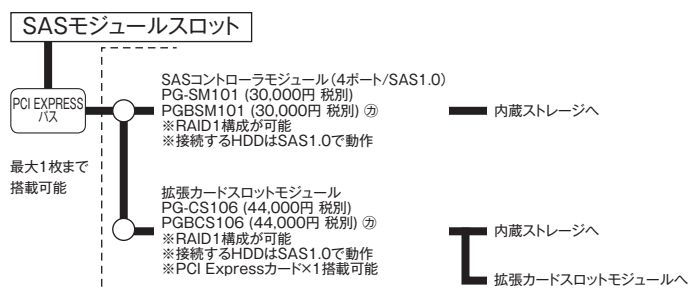 SASモジュールスロット
PCI EXPRESS
バス
最大1枚まで
搭載可能
SASコントローラモジュール(4ポート/SAS1.0)
PG-SM101 (30,000円 税別)
PGBSM101 (30,000円 税別) ㋕
※RAID1構成が可能
※接続するHDDはSAS1.0で動作
内蔵ストレージへ
拡張カードスロットモジュール
PG-CS106 (44,000円 税別)
PGBCS106 (44,000円 税別) ㋕
※RAID1構成が可能
※接続するHDDはSAS1.0で動作
※PCI Expressカード×1搭載可能
内蔵ストレージへ
拡張カードスロットモジュールへ